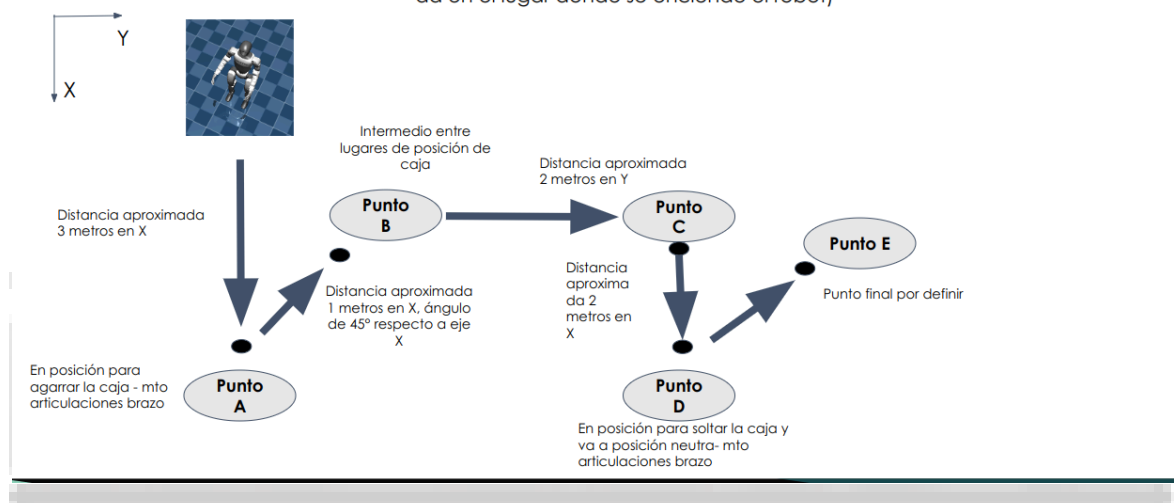 Y
X
Intermedio entre
lugares de posición de
caja
Distancia aproximada
2 metros en Y
Distancia aproximada
3 metros en X
Punto
B
Punto
C
Punto E
Distancia
aproxima
da 2
metros en
X
Distancia aproximada
1 metros en X, ángulo
de 45° respecto a eje
X
Punto final por definir
En posición para
agarrar la caja - mto
articulaciones brazo
Punto
A
Punto
D
En posición para soltar la caja y
va a posición neutra- mto
articulaciones brazo